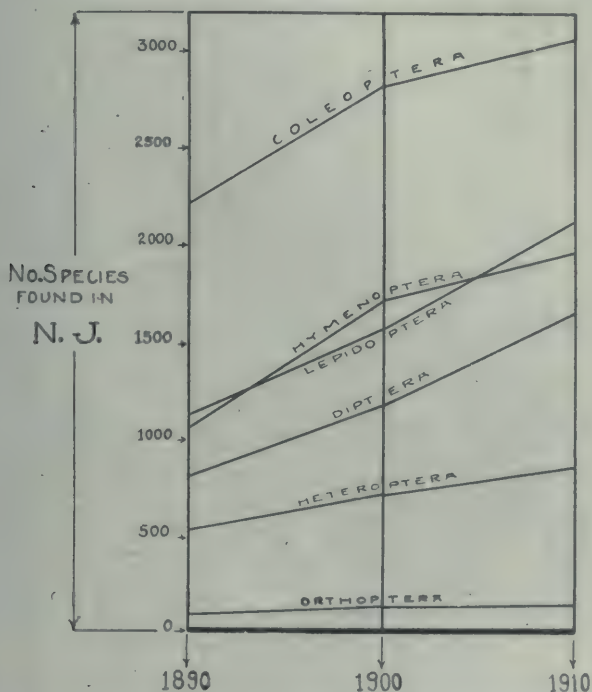 3000
COLEOPTERA
2500
2000
NO. SPECIES
FOUND IN
N. J.
HYMENOPTERA
1500
LEPIDOPTERA
DIPTERA
1000
HETEROPTERA
500
ORTHOPTERA
0
1890
1900
1910